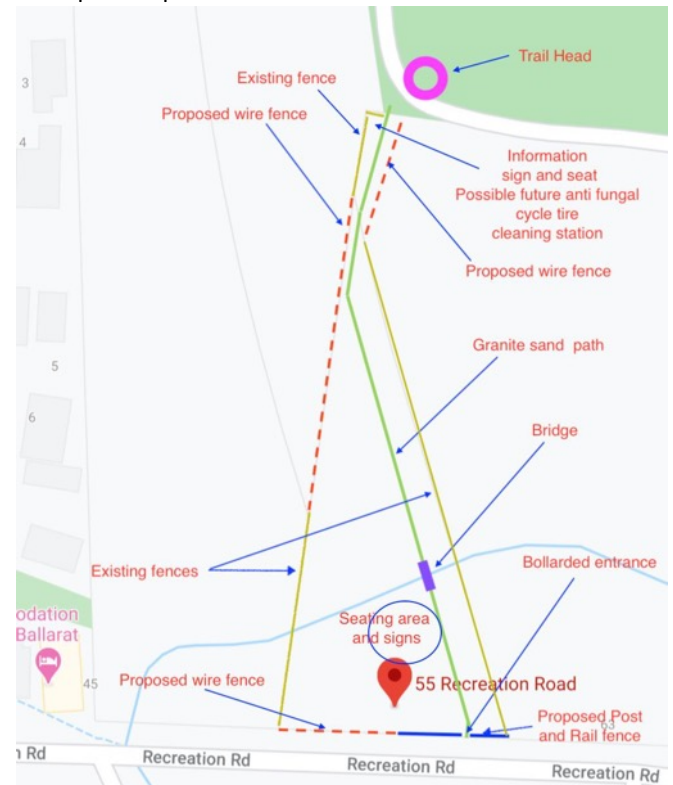 Trail Head
3
Existing fence
Proposed wire fence
4
Information
sign and seat
Possible future anti fungal
cycle tire
cleaning station
Proposed wire fence
Granite sand path
5
6
Bridge
Bollarded entrance
Existing fences
odation
Ballarat
Seating area
and signs
45
Proposed wire fence
55 Recreation Road
Proposed Post
63
and Rail fence
n Rd
Recreation Rd
Recreation Rd
Recreation Rd